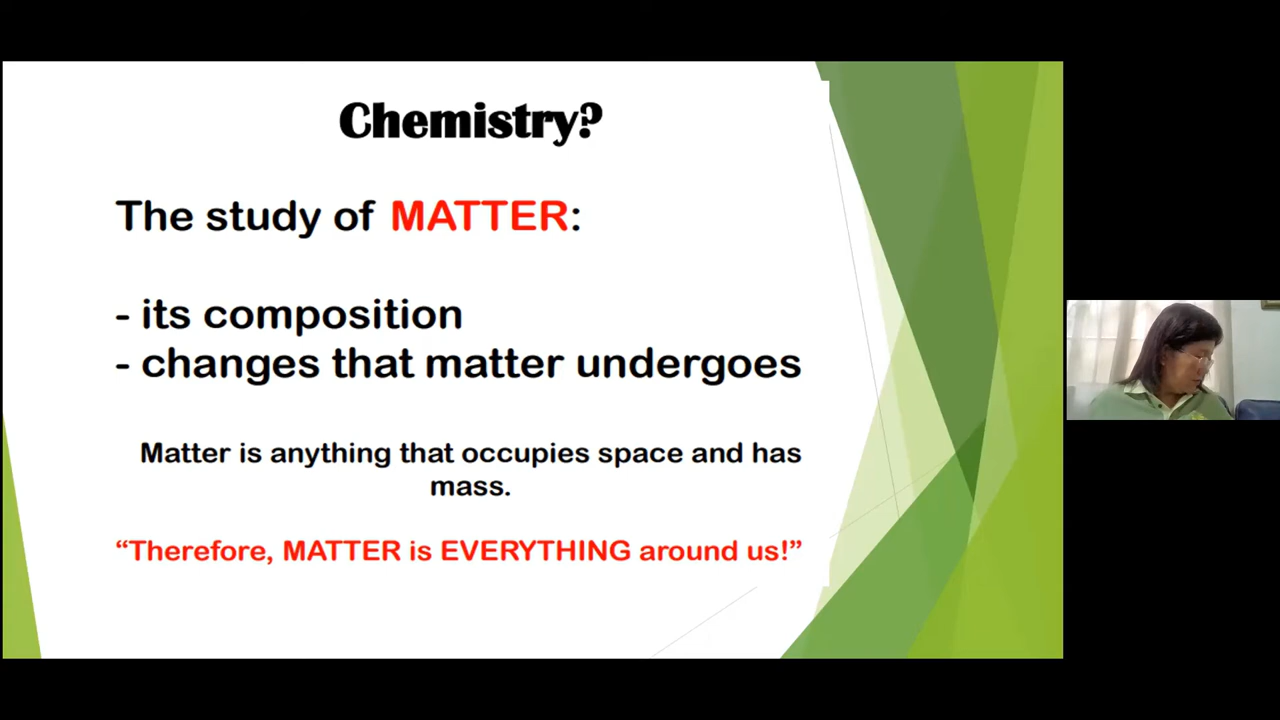 Chemistry?
The study of MATTER:
- its composition
- changes that matter undergoes
Matter is anything that occupies space and has
mass.
“Therefore, MATTER is EVERYTHING around us!”